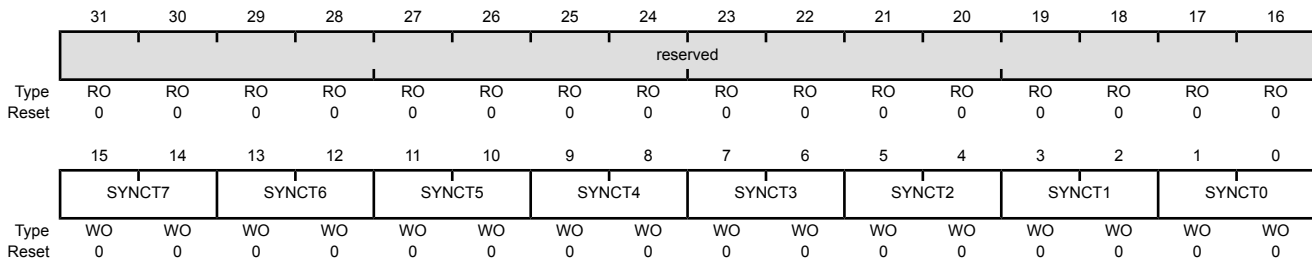 31 30 29 28 27 26 25 24 23 22 21 20 19 18 17 16
reserved
Type RO RO RO RO RO RO RO RO RO RO RO RO RO RO RO RO
Reset 0 0 0 0 0 0 0 0 0 0 0 0 0 0 0 0
15 14 13 12 11 10 9 8 7 6 5 4 3 2 1 0
SYNCT7 SYNCT6 SYNCT5 SYNCT4 SYNCT3 SYNCT2 SYNCT1 SYNCT0
Type WO WO WO WO WO WO WO WO WO WO WO WO WO WO WO WO
Reset 0 0 0 0 0 0 0 0 0 0 0 0 0 0 0 0